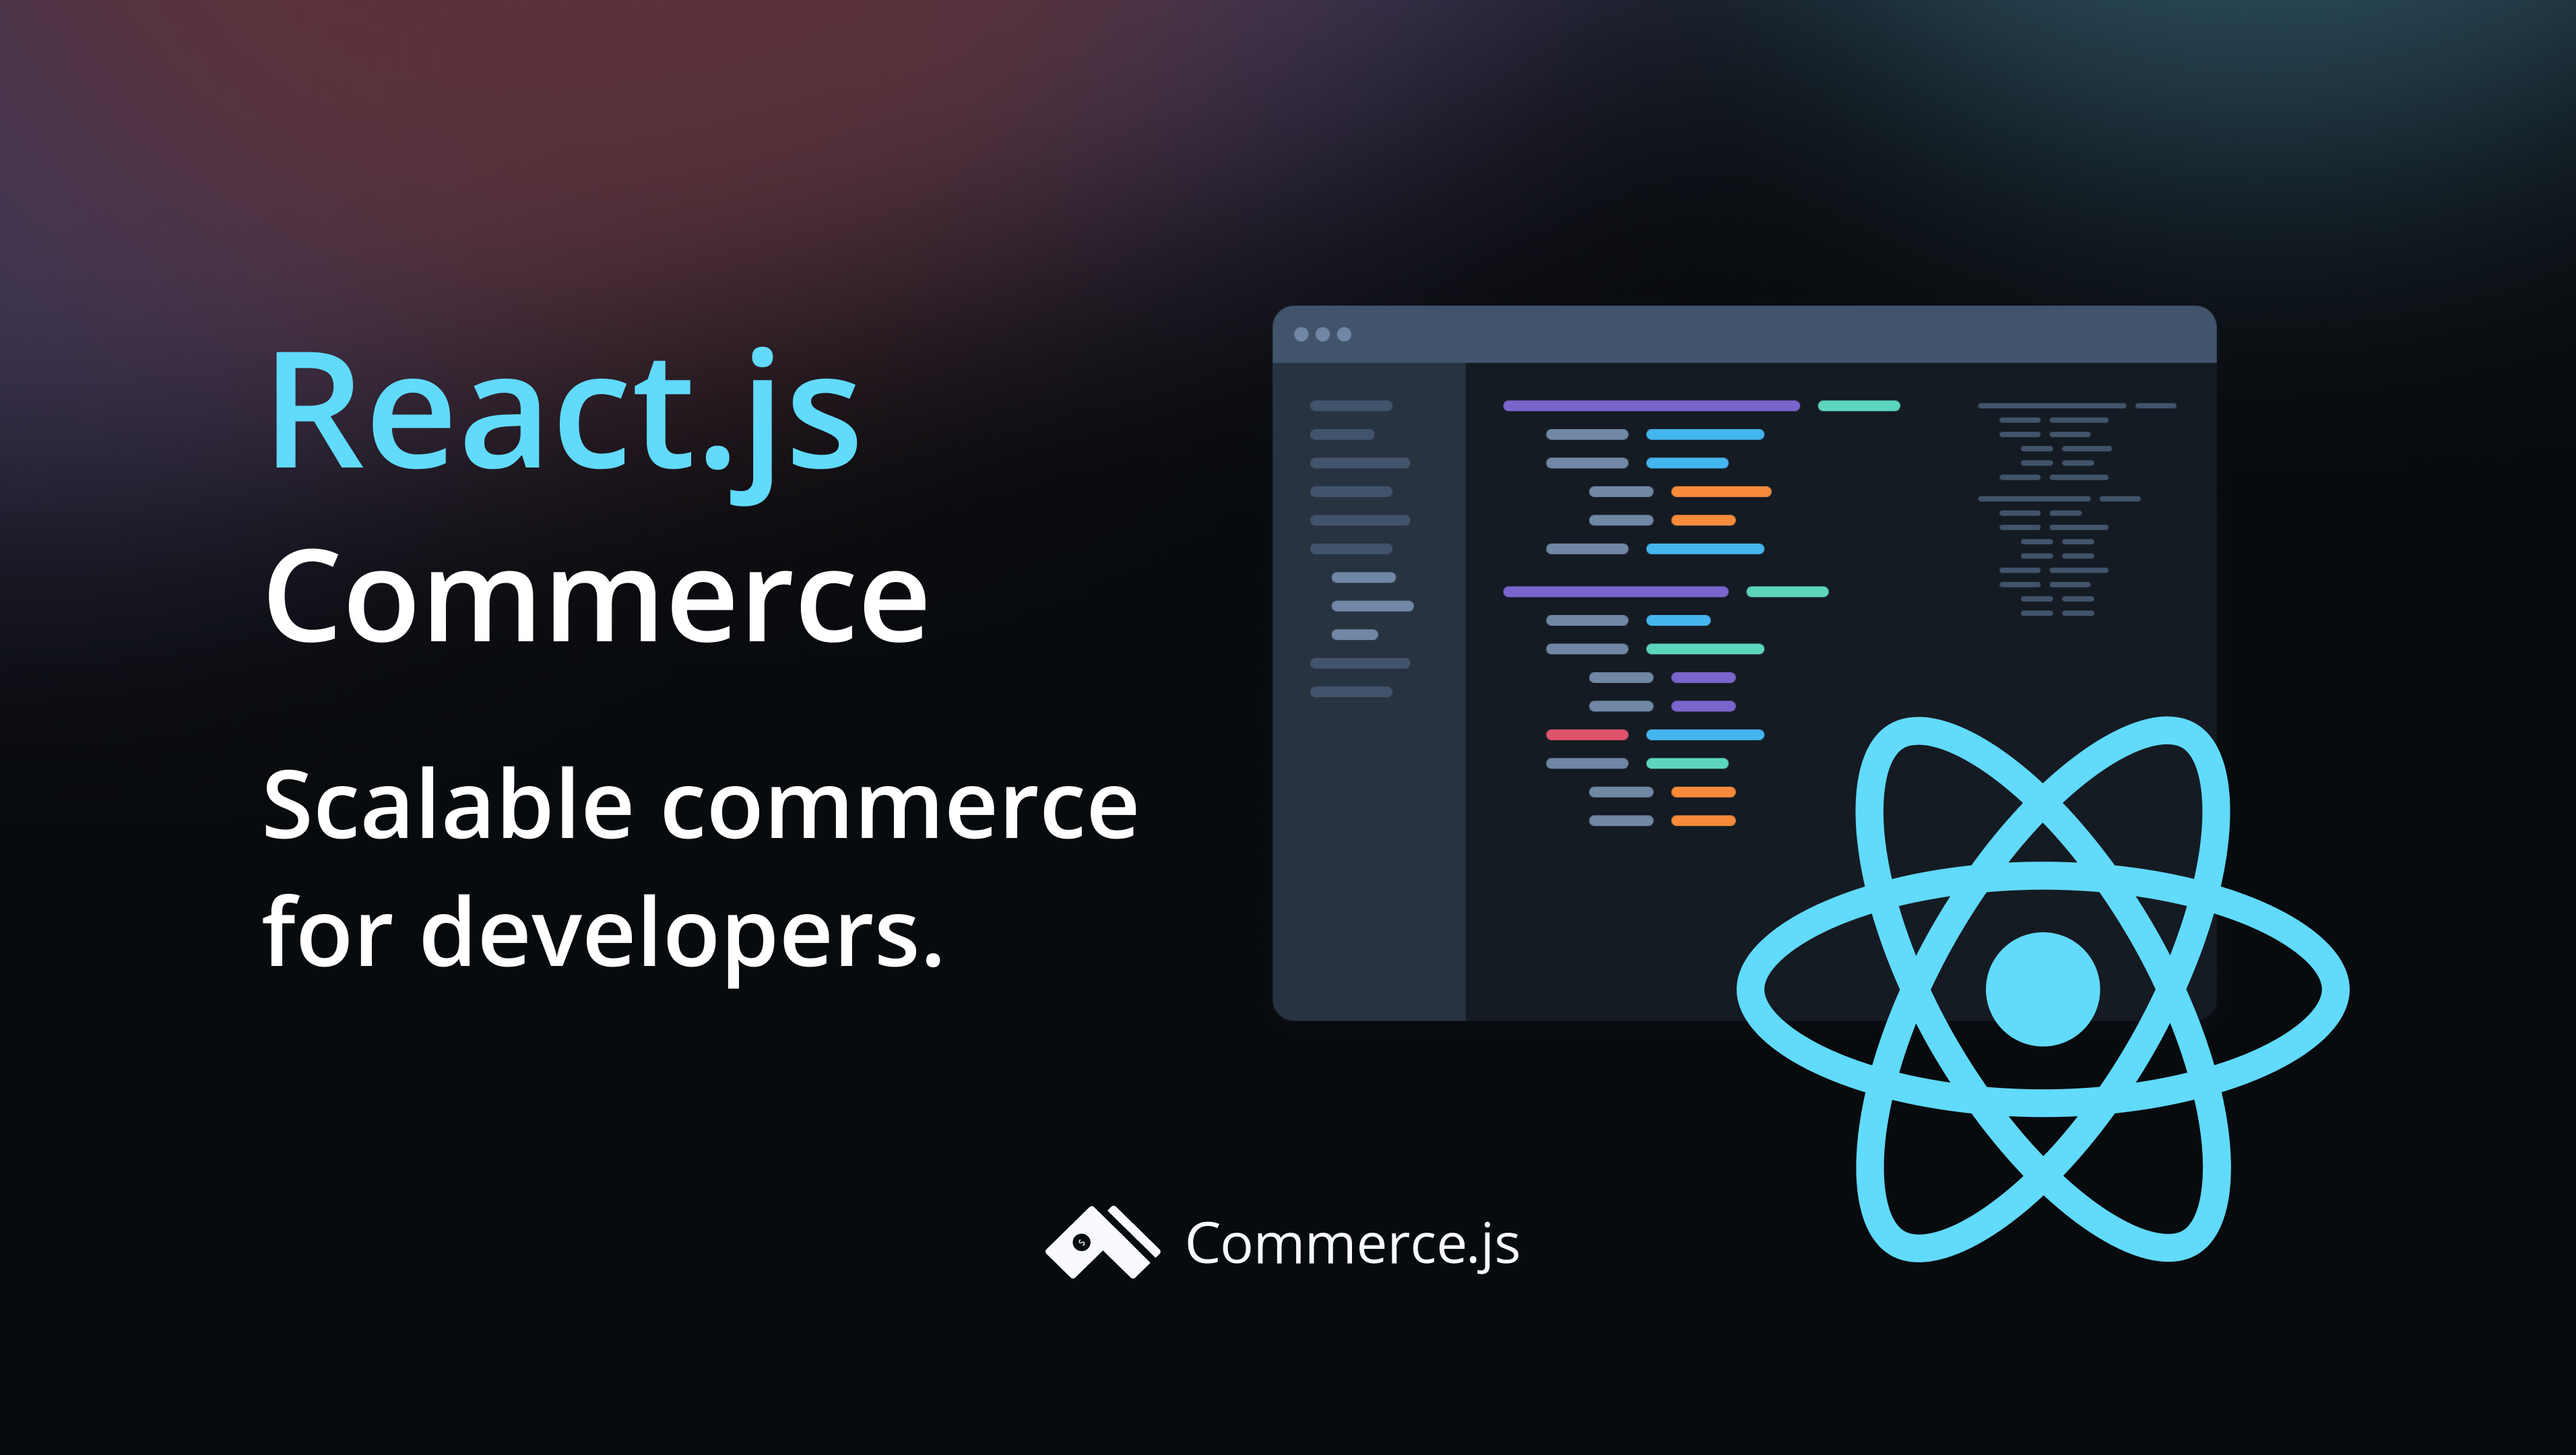 React.js
Commerce
Scalable commerce
for developers.
Commerce.js